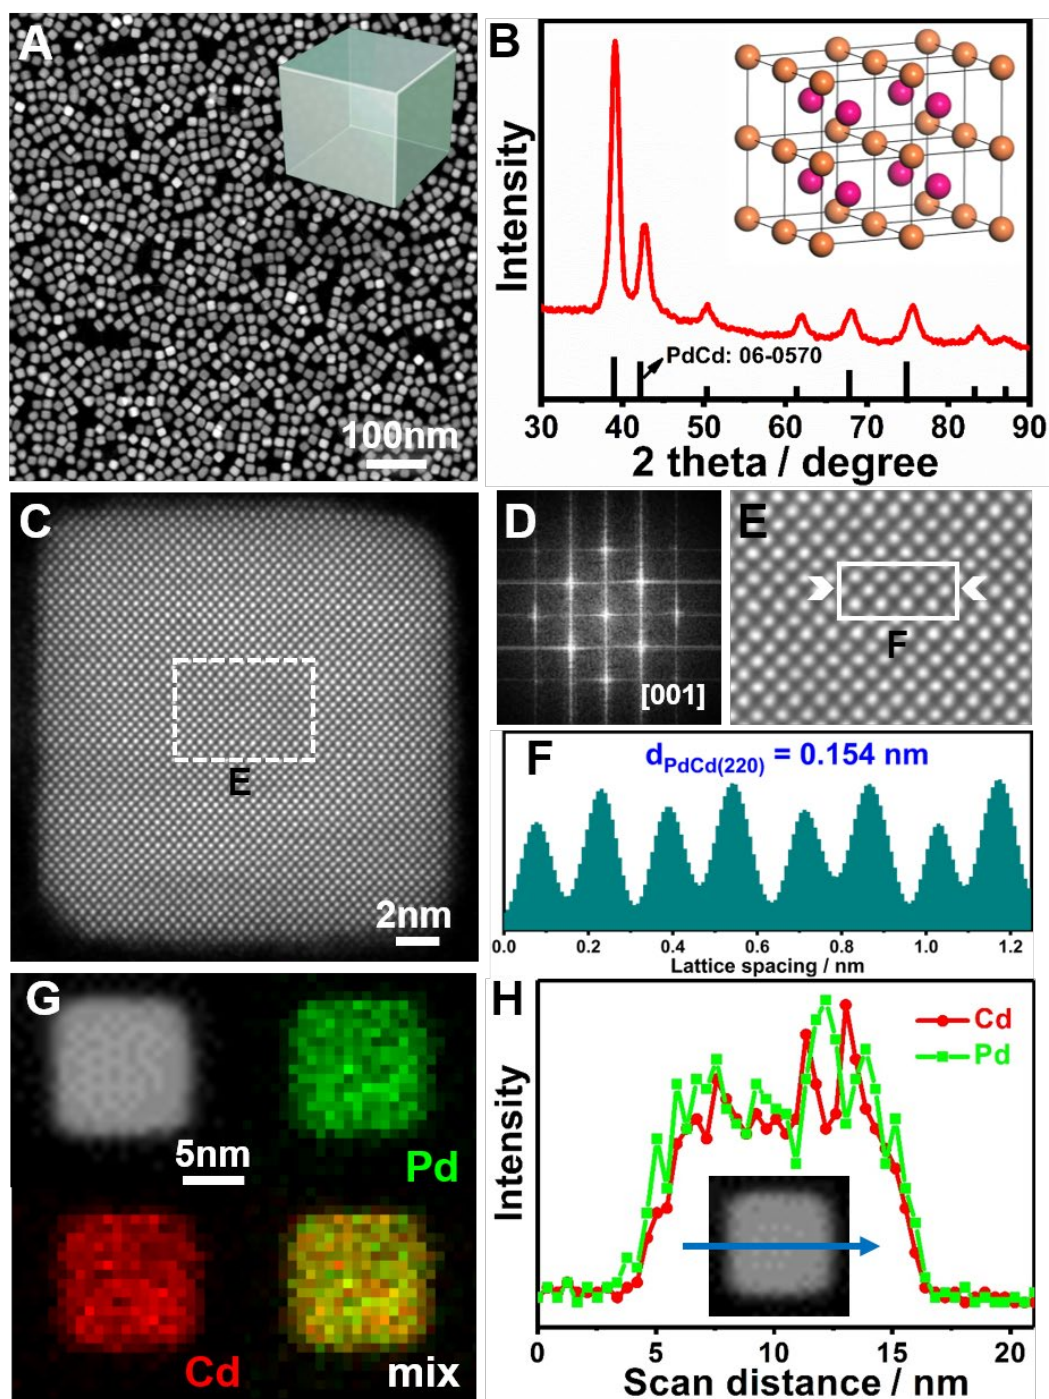 A
100nm
B
Intensity
PdCd: 06-0570
30 40 50 60 70 80 90
2 theta / degree
C
E
2nm
D
[001]
E
F
F
d_PdCd(220) = 0.154 nm
0.0 0.2 0.4 0.6 0.8 1.0 1.2
Lattice spacing / nm
G
5nm
Pd
Cd
mix
H
Cd
Pd
Intensity
0 5 10 15 20
Scan distance / nm